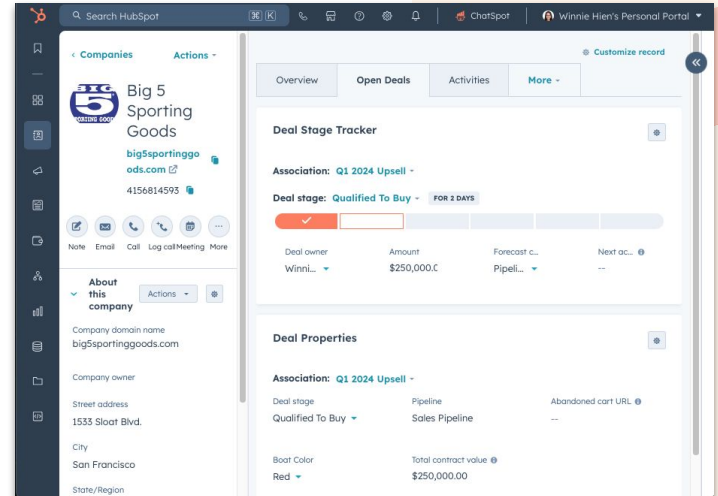 Search HubSpot
⌘ K
ChatSpot
Winnie Hien's Personal Portal
Companies
Actions
BIG
5
SPORTING GOODS
Big 5
Sporting
Goods
big5sportinggo
ods.com
4156814593
Note Email Call Log call Meeting More
About
this
company
Actions
Company domain name
big5sportinggoods.com
Company owner
Street address
1533 Sloat Blvd.
City
San Francisco
State/Region
Customize record
Overview Open Deals Activities More
Deal Stage Tracker
Association: Q1 2024 Upsell
Deal stage: Qualified To Buy FOR 2 DAYS
Deal owner Amount Forecast c... Next ac...
Winni... $250,000.0 Pipeli... --
Deal Properties
Association: Q1 2024 Upsell
Deal stage Pipeline Abandoned cart URL
Qualified To Buy Sales Pipeline --
Boat Color Total contract value
Red $250,000.00